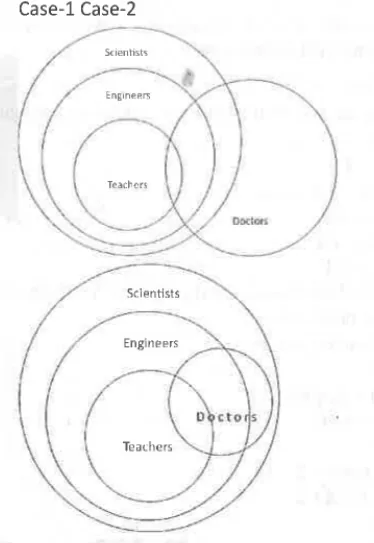 Case-1 Case-2
Scientists
Engineers
Teachers
Doctors
Scientists
Engineers
Doctors
Teachers